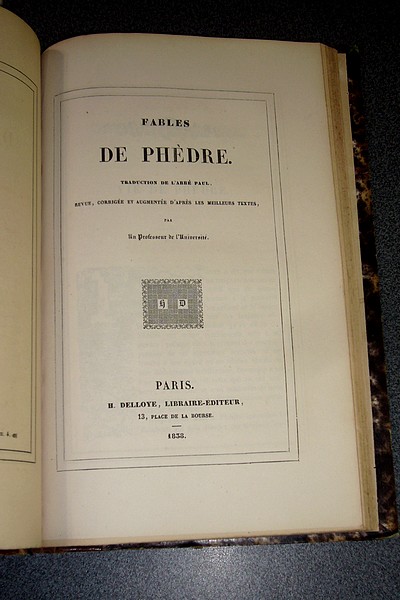 FABLES
DE PHÈDRE.
TRADUCTION DE L'ABBÉ PAUL,
REVUE, CORRIGÉE ET AUGMENTÉE D'APRÈS LES MEILLEURS TEXTES,
PAR
Un Professeur de l'Université.
H D
PARIS.
H. DELLOYE, LIBRAIRE-EDITEUR,
13, PLACE DE LA BOURSE.
1838.